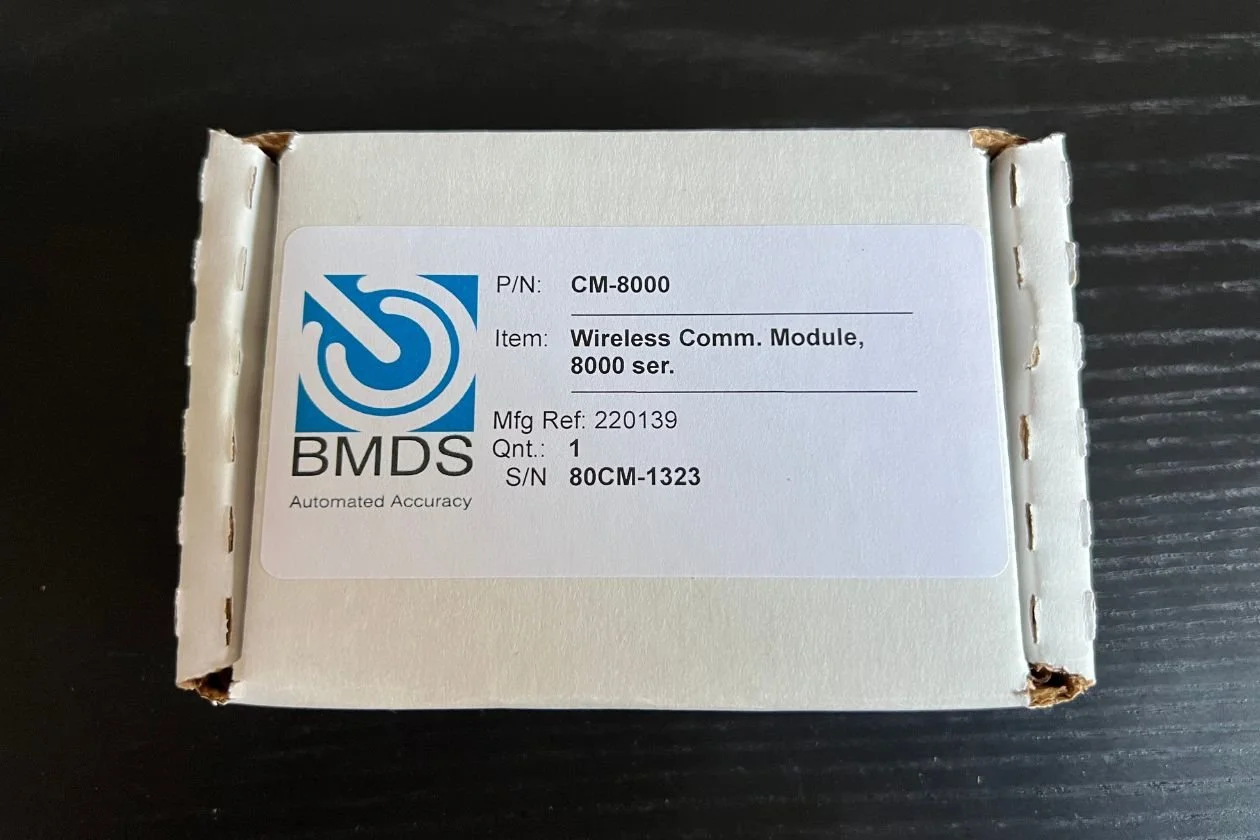 BMDS
Automated Accuracy
P/N: CM-8000
Item: Wireless Comm. Module,
8000 ser.
Mfg Ref: 220139
Qnt.: 1
S/N 80CM-1323